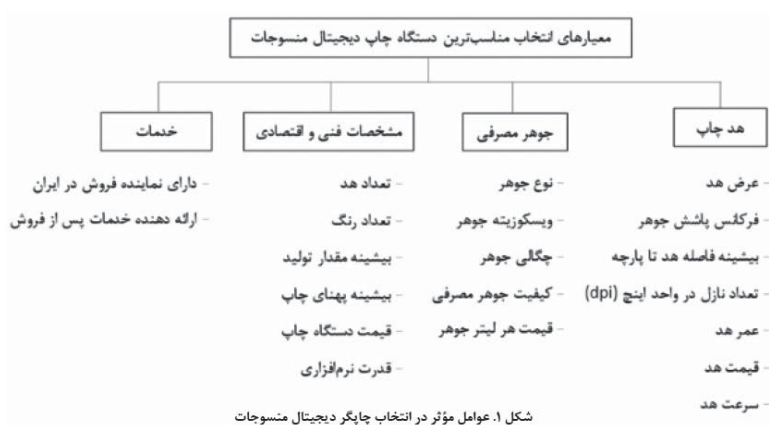 معیارهای انتخاب مناسب‌ترین دستگاه چاپ دیجیتال منسوجات
هد چاپ
- عرض هد
- فرکانس پاشش جوهر
- بیشینه فاصله هد تا پارچه
- تعداد نازل در واحد اینچ (dpi)
- عمر هد
- قیمت هد
- سرعت هد
جوهر مصرفی
- نوع جوهر
- ویسکوزیته جوهر
- چگالی جوهر
- کیفیت جوهر مصرفی
- قیمت هر لیتر جوهر
مشخصات فنی و اقتصادی
- تعداد هد
- تعداد رنگ
- بیشینه مقدار تولید
- بیشینه پهنای چاپ
- قیمت دستگاه چاپ
- قدرت نرم‌افزاری
خدمات
- دارای نماینده فروش در ایران
- ارائه دهنده خدمات پس از فروش
شکل ۱. عوامل مؤثر در انتخاب چاپگر دیجیتال منسوجات